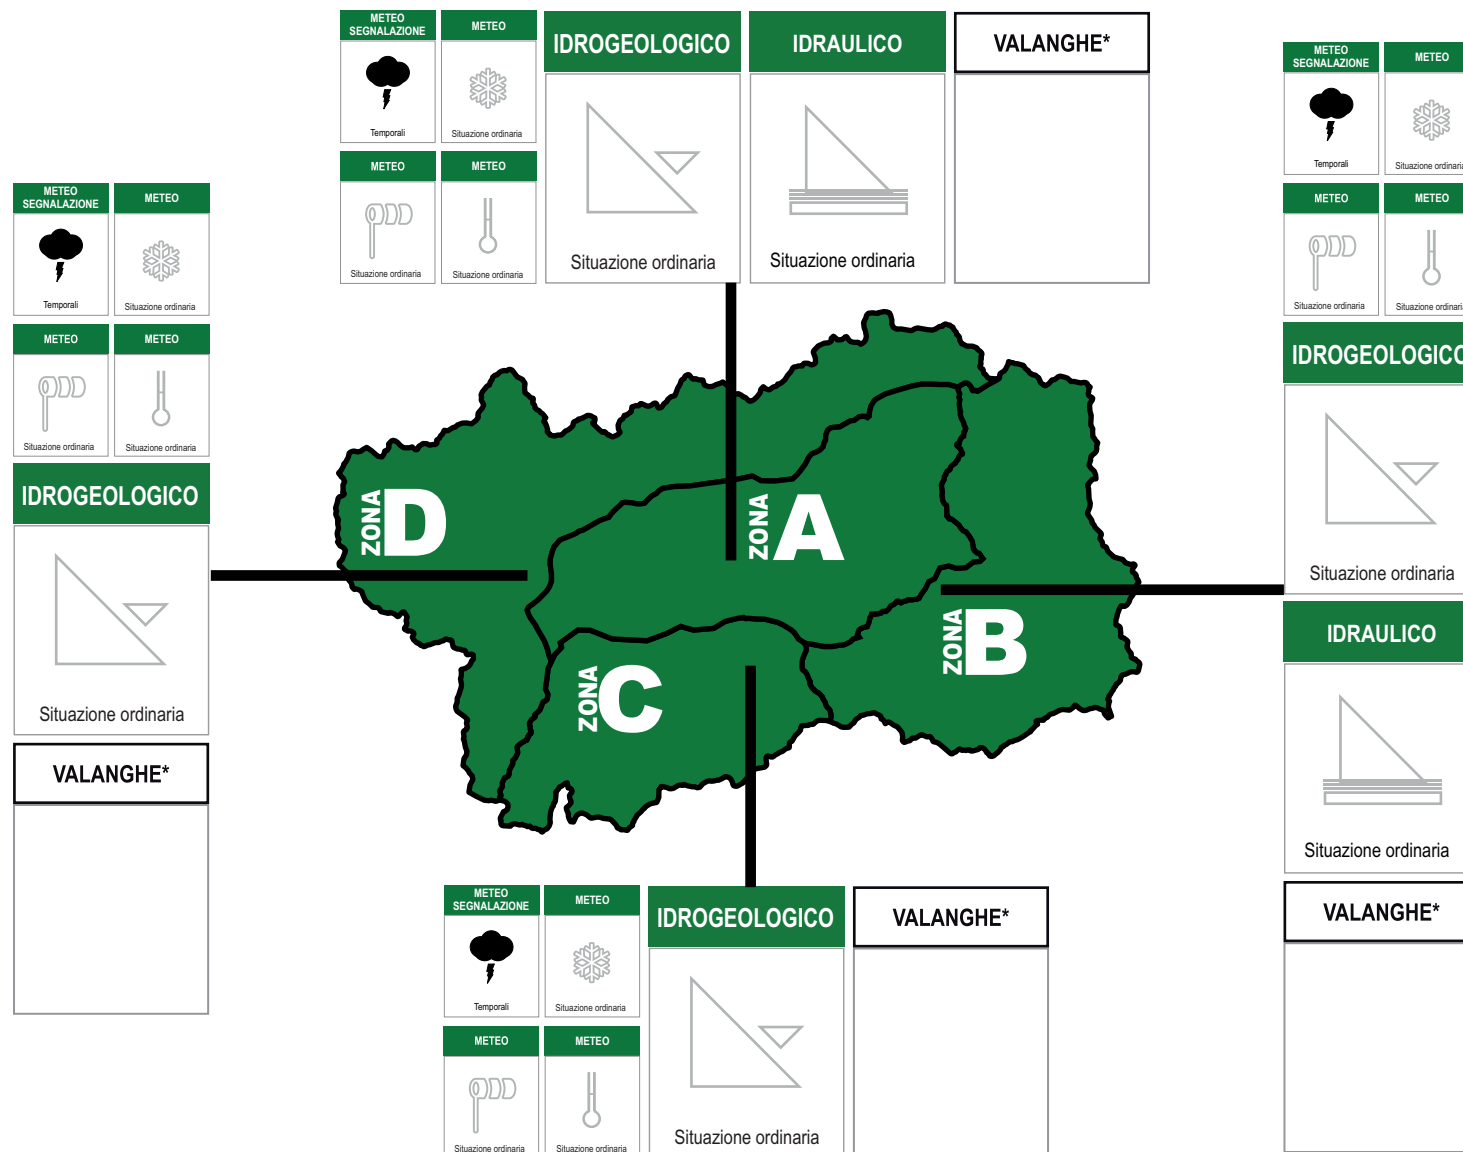 METEO
SEGNALAZIONE
METEO
IDROGEOLOGICO
IDRAULICO
VALANGHE*
Temporali
Situazione ordinaria
METEO
METEO
Situazione ordinaria
Situazione ordinaria
Situazione ordinaria
Situazione ordinaria
METEO
SEGNALAZIONE
METEO
Temporali
Situazione ordinaria
METEO
METEO
Situazione ordinaria
Situazione ordinaria
IDROGEOLOGICO
Situazione ordinaria
VALANGHE*
ZONA D
ZONA A
ZONA B
ZONA C
METEO
SEGNALAZIONE
METEO
Temporali
Situazione ordinaria
METEO
METEO
Situazione ordinaria
Situazione ordinaria
IDROGEOLOGICO
Situazione ordinaria
IDRAULICO
Situazione ordinaria
VALANGHE*
METEO
SEGNALAZIONE
METEO
IDROGEOLOGICO
VALANGHE*
Temporali
Situazione ordinaria
METEO
METEO
Situazione ordinaria
Situazione ordinaria
Situazione ordinaria